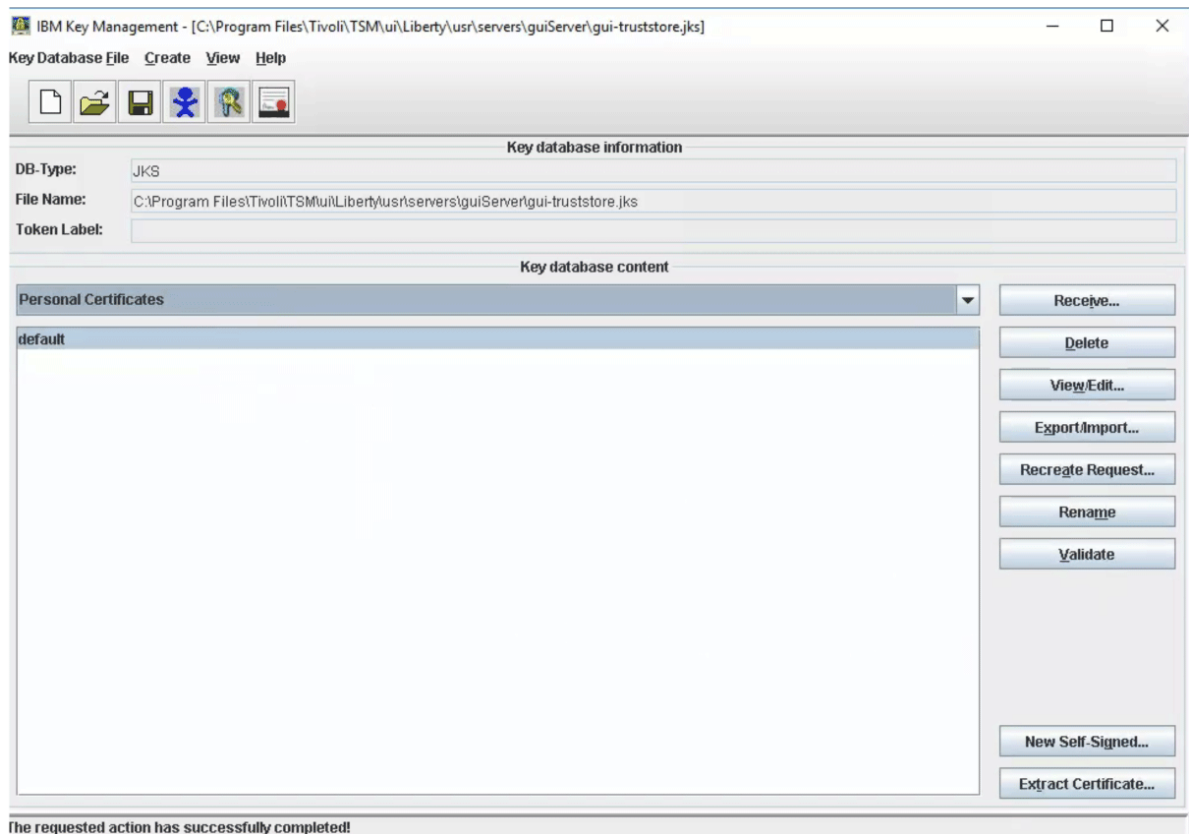 IBM Key Management - [C:\Program Files\Tivoli\TSM\ui\Liberty\usr\servers\guiServer\gui-truststore.jks]
Key Database File Create View Help
Key database information
DB-Type: JKS
File Name: C:\Program Files\Tivoli\TSM\ui\Liberty\usr\servers\guiServer\gui-truststore.jks
Token Label:
Key database content
Personal Certificates
Receive...
default
Delete
View/Edit...
Export/Import...
Recreate Request...
Rename
Validate
New Self-Signed...
Extract Certificate...
The requested action has successfully completed!